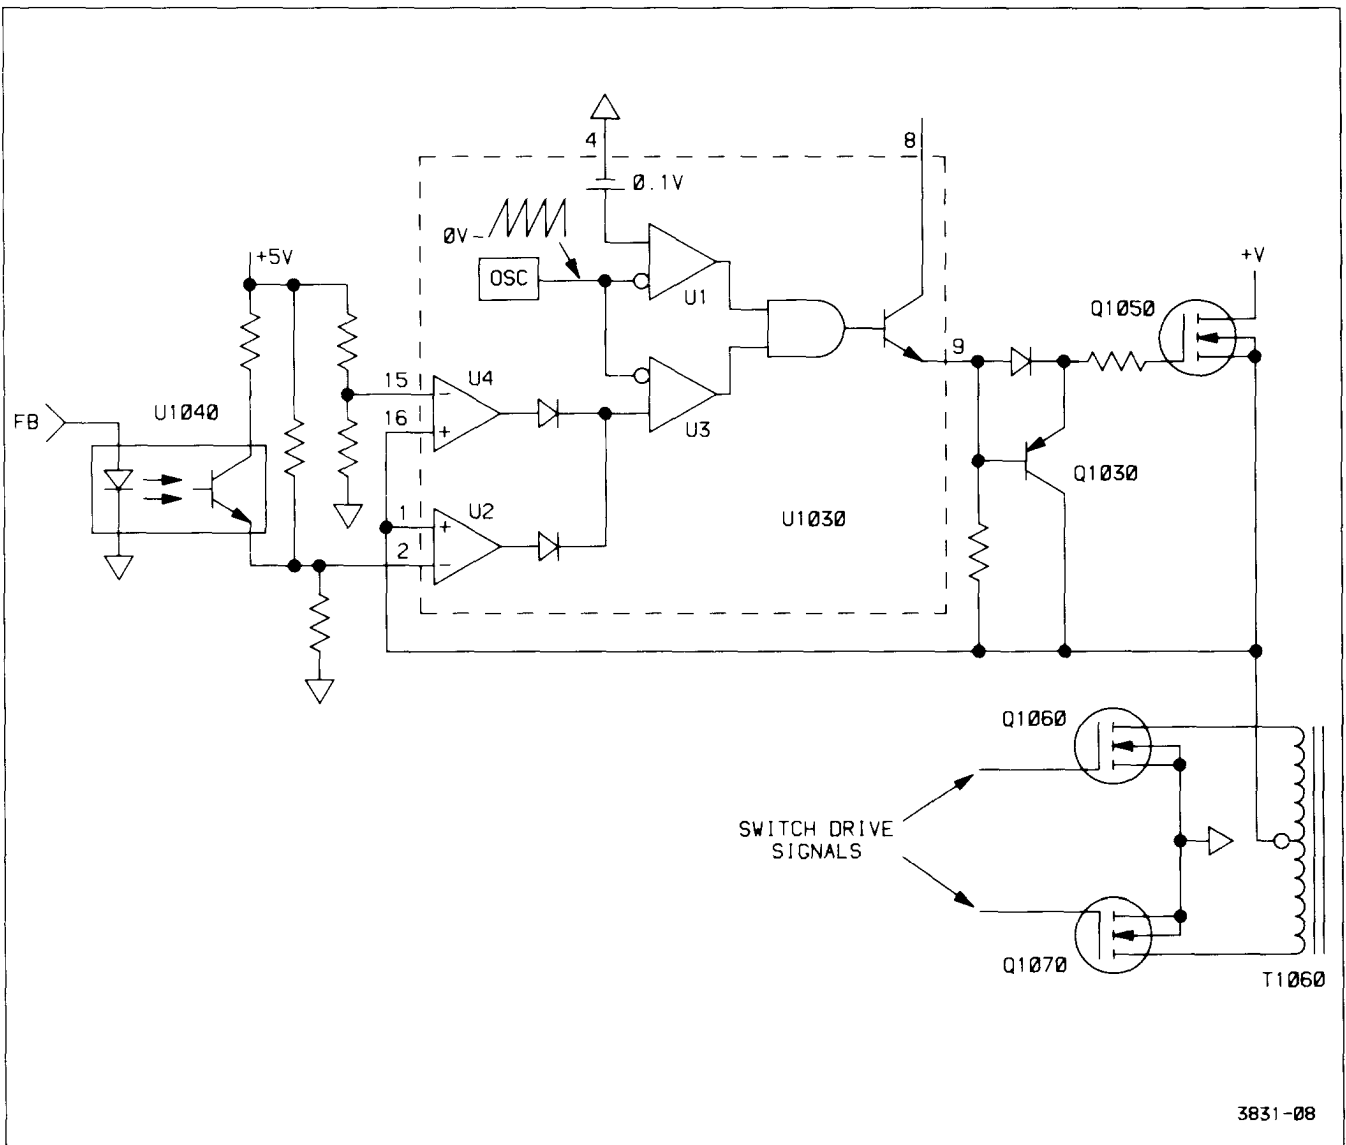 4
8
0.1V
0V-
+5V
OSC
U1
+V
Q1050
9
15
U4
-
16
+
U3
FB
U1040
Q1030
1
U2
+
2
-
U1030
Q1060
SWITCH DRIVE
SIGNALS
Q1070
T1060
3831-08